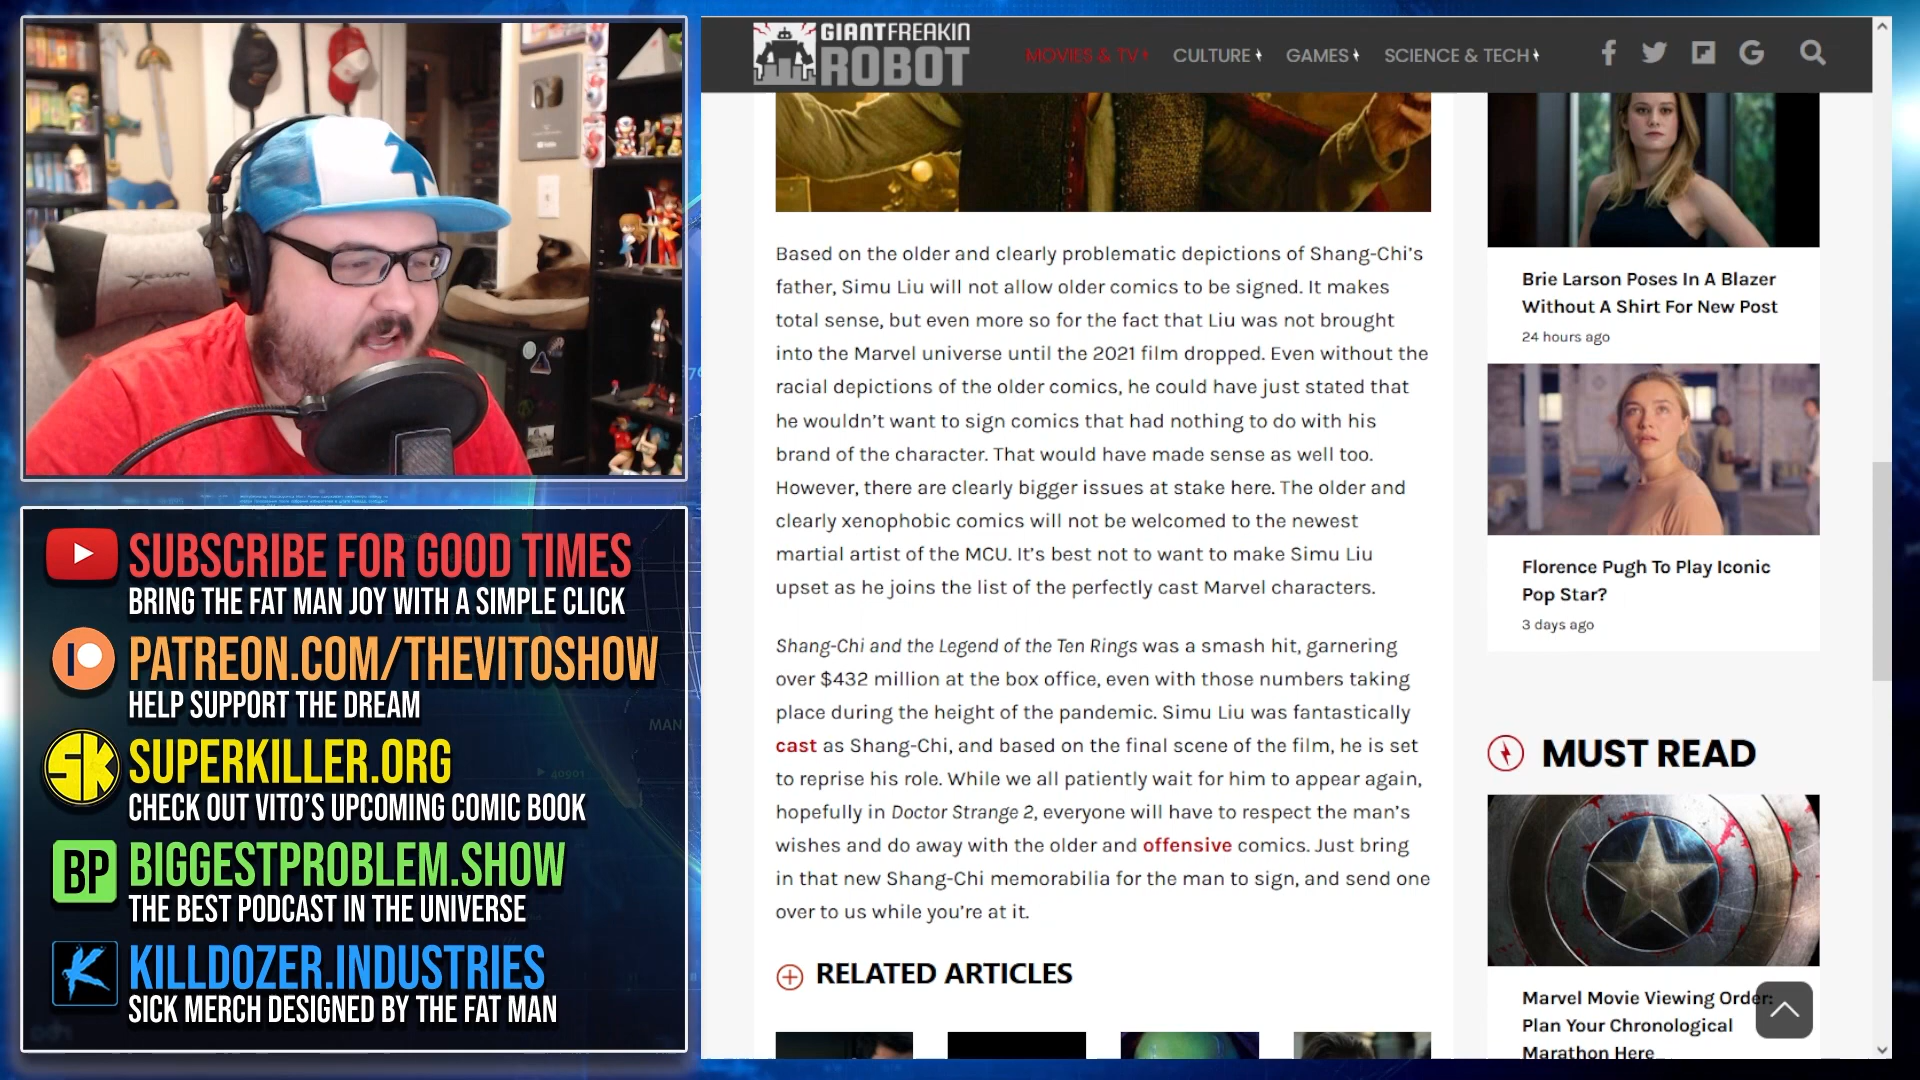 SUBSCRIBE FOR GOOD TIMES
BRING THE FAT MAN JOY WITH A SIMPLE CLICK
PATREON.COM/THEVITOSHOW
HELP SUPPORT THE DREAM
SK
SUPERKILLER.ORG
CHECK OUT VITO'S UPCOMING COMIC BOOK
BP
BIGGESTPROBLEM.SHOW
THE BEST PODCAST IN THE UNIVERSE
KILLDOZER.INDUSTRIES
SICK MERCH DESIGNED BY THE FAT MAN
MAN
40901
GIANTFREAKIN
ROBOT
MOVIES & TV
CULTURE
GAMES
SCIENCE & TECH
Based on the older and clearly problematic depictions of Shang-Chi's
father, Simu Liu will not allow older comics to be signed. It makes
total sense, but even more so for the fact that Liu was not brought
into the Marvel universe until the 2021 film dropped. Even without the
racial depictions of the older comics, he could have just stated that
he wouldn't want to sign comics that had nothing to do with his
brand of the character. That would have made sense as well too.
However, there are clearly bigger issues at stake here. The older and
clearly xenophobic comics will not be welcomed to the newest
martial artist of the MCU. It's best not to want to make Simu Liu
upset as he joins the list of the perfectly cast Marvel characters.
Shang-Chi and the Legend of the Ten Rings was a smash hit, garnering
over $432 million at the box office, even with those numbers taking
place during the height of the pandemic. Simu Liu was fantastically
cast as Shang-Chi, and based on the final scene of the film, he is set
to reprise his role. While we all patiently wait for him to appear again,
hopefully in Doctor Strange 2, everyone will have to respect the man's
wishes and do away with the older and offensive comics. Just bring
in that new Shang-Chi memorabilia for the man to sign, and send one
over to us while you're at it.
RELATED ARTICLES
Brie Larson Poses In A Blazer
Without A Shirt For New Post
24 hours ago
Florence Pugh To Play Iconic
Pop Star?
3 days ago
MUST READ
Marvel Movie Viewing Order:
Plan Your Chronological
Marathon Here